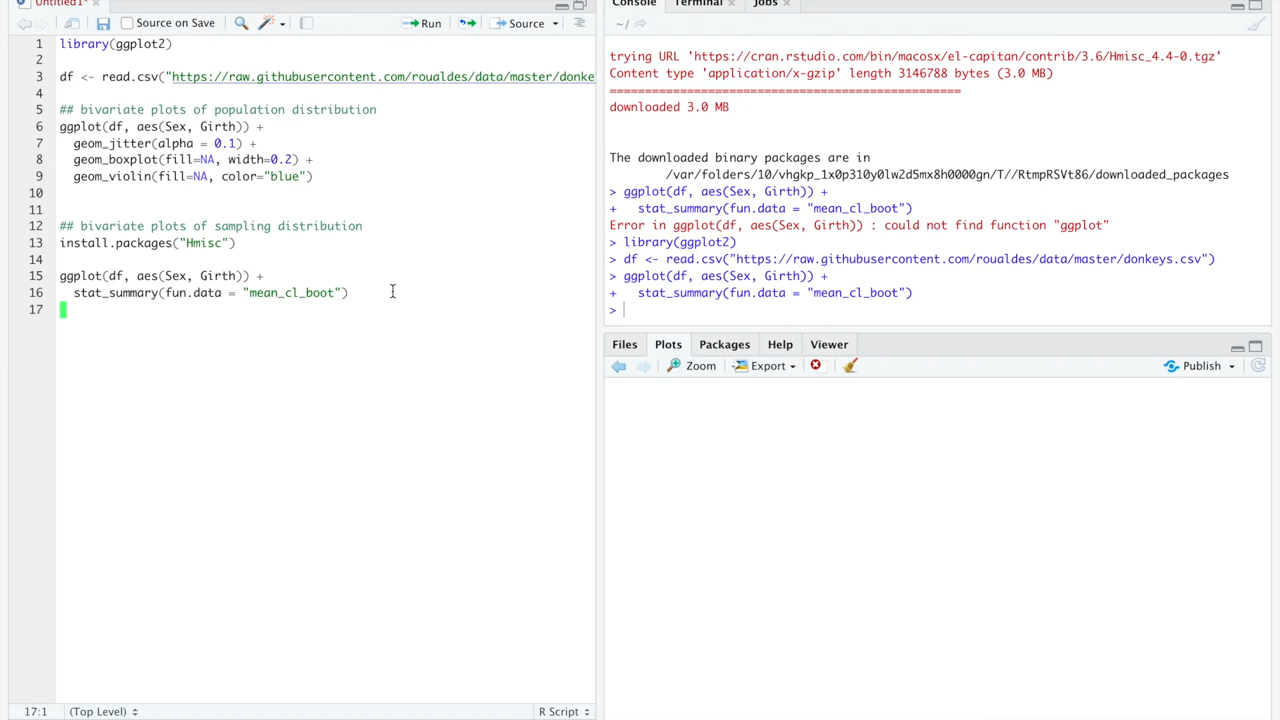 Untitled1*
Source on Save
Run
Source
1 library(ggplot2)
2
3 df <- read.csv("https://raw.githubusercontent.com/roualdes/data/master/donke
4
5 ## bivariate plots of population distribution
6 ggplot(df, aes(Sex, Girth)) +
7 geom_jitter(alpha = 0.1) +
8 geom_boxplot(fill=NA, width=0.2) +
9 geom_violin(fill=NA, color="blue")
10
11
12 ## bivariate plots of sampling distribution
13 install.packages("Hmisc")
14
15 ggplot(df, aes(Sex, Girth)) +
16 stat_summary(fun.data = "mean_cl_boot")
17
17:1 (Top Level) R Script
Console Terminal Jobs
~/
trying URL 'https://cran.rstudio.com/bin/macosx/el-capitan/contrib/3.6/Hmisc_4.4-0.tgz'
Content type 'application/x-gzip' length 3146788 bytes (3.0 MB)
==================================================
downloaded 3.0 MB
The downloaded binary packages are in
/var/folders/10/vhgkp_1x0p310y0lw2d5mx8h0000gn/T//RtmpRSVt86/downloaded_packages
> ggplot(df, aes(Sex, Girth)) +
+ stat_summary(fun.data = "mean_cl_boot")
Error in ggplot(df, aes(Sex, Girth)) : could not find function "ggplot"
> library(ggplot2)
> df <- read.csv("https://raw.githubusercontent.com/roualdes/data/master/donkeys.csv")
> ggplot(df, aes(Sex, Girth)) +
+ stat_summary(fun.data = "mean_cl_boot")
>
Files Plots Packages Help Viewer
Zoom Export Publish